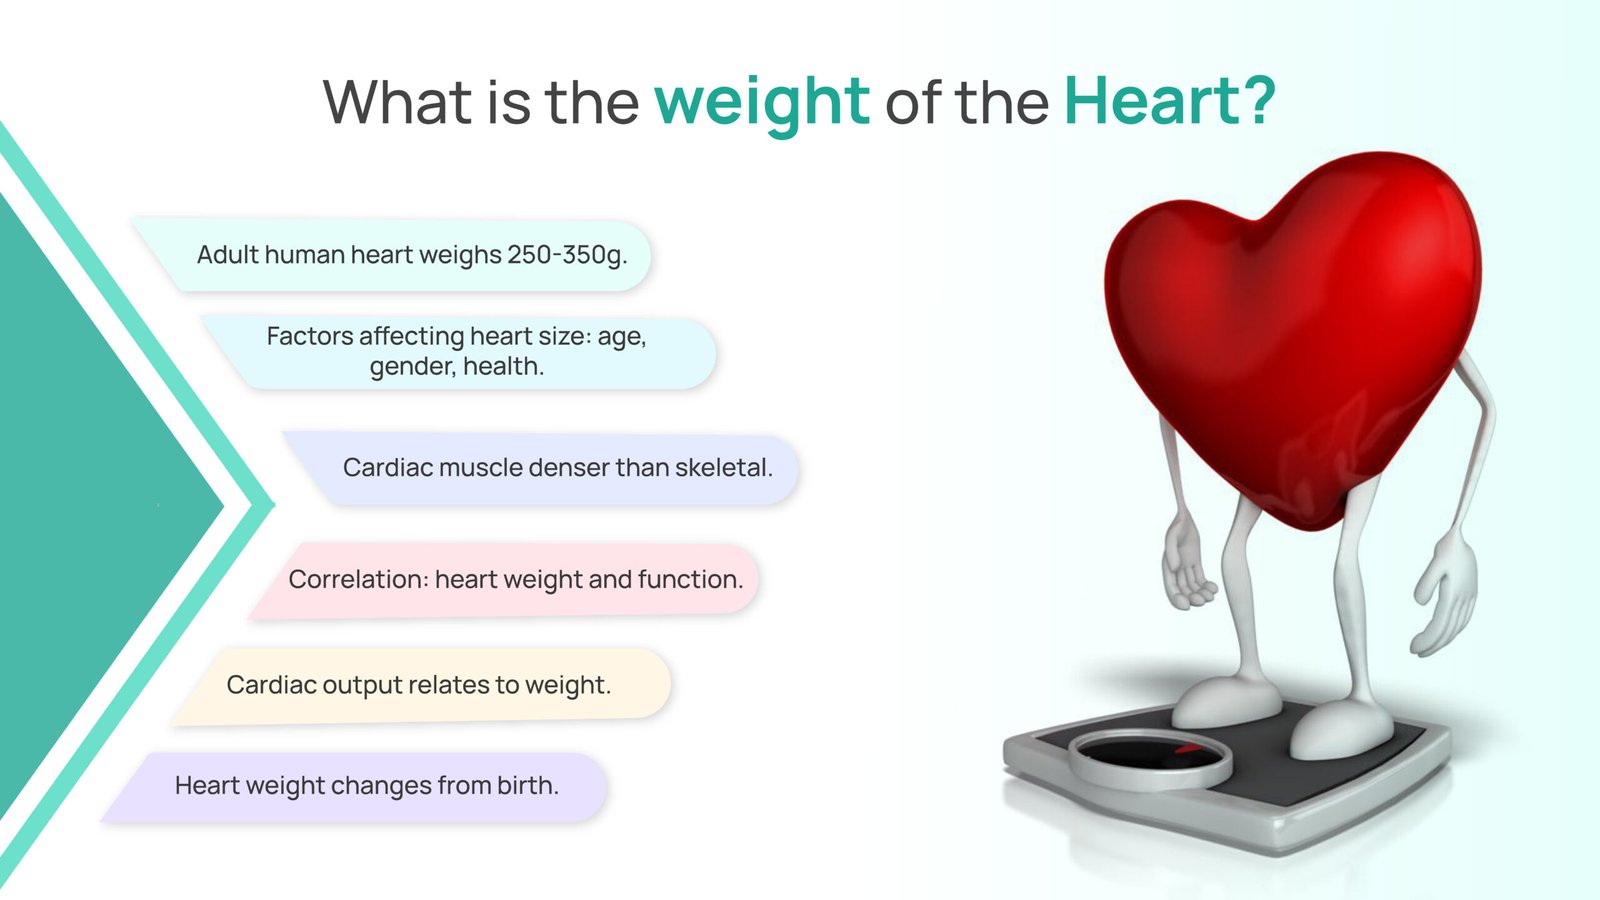 What is the weight of the Heart?
Adult human heart weighs 250-350g.
Factors affecting heart size: age,
gender, health.
Cardiac muscle denser than skeletal.
Correlation: heart weight and function.
Cardiac output relates to weight.
Heart weight changes from birth.